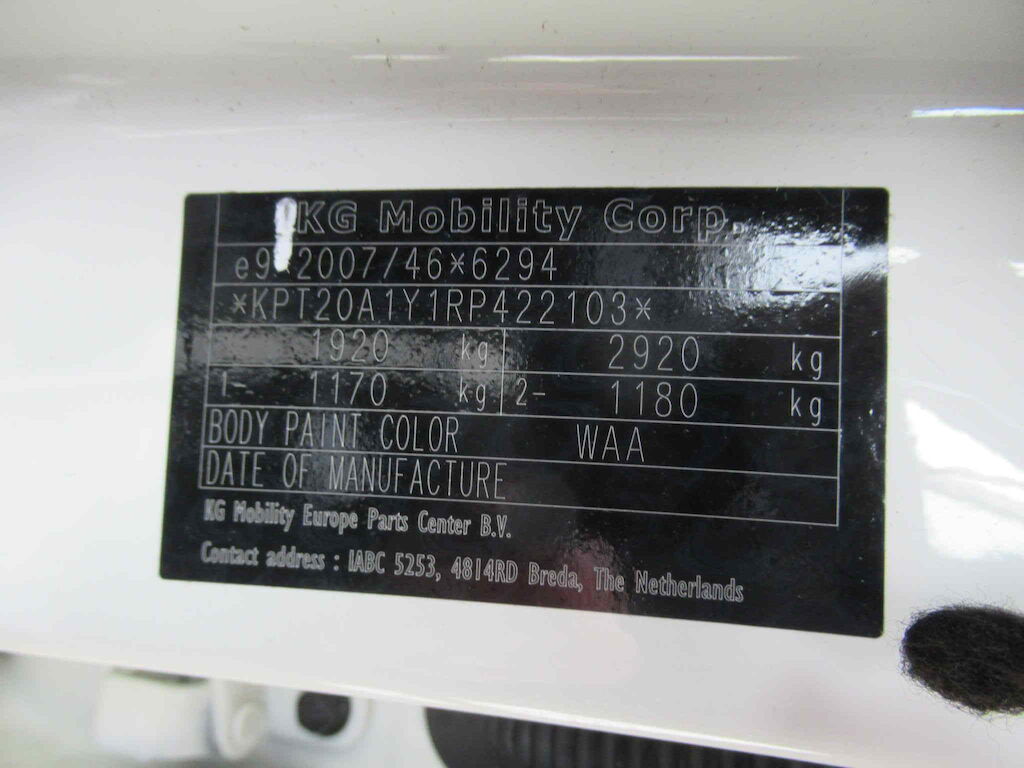 KG Mobility Corp.
e9*2007/46*6294
*KPT20A1Y1RP422103*
1920 kg 2920 kg
1- 1170 kg 2- 1180 kg
BODY PAINT COLOR WAA
DATE OF MANUFACTURE
KG Mobility Europe Parts Center B.V.
Contact address : IABC 5253, 4814RD Breda, The Netherlands